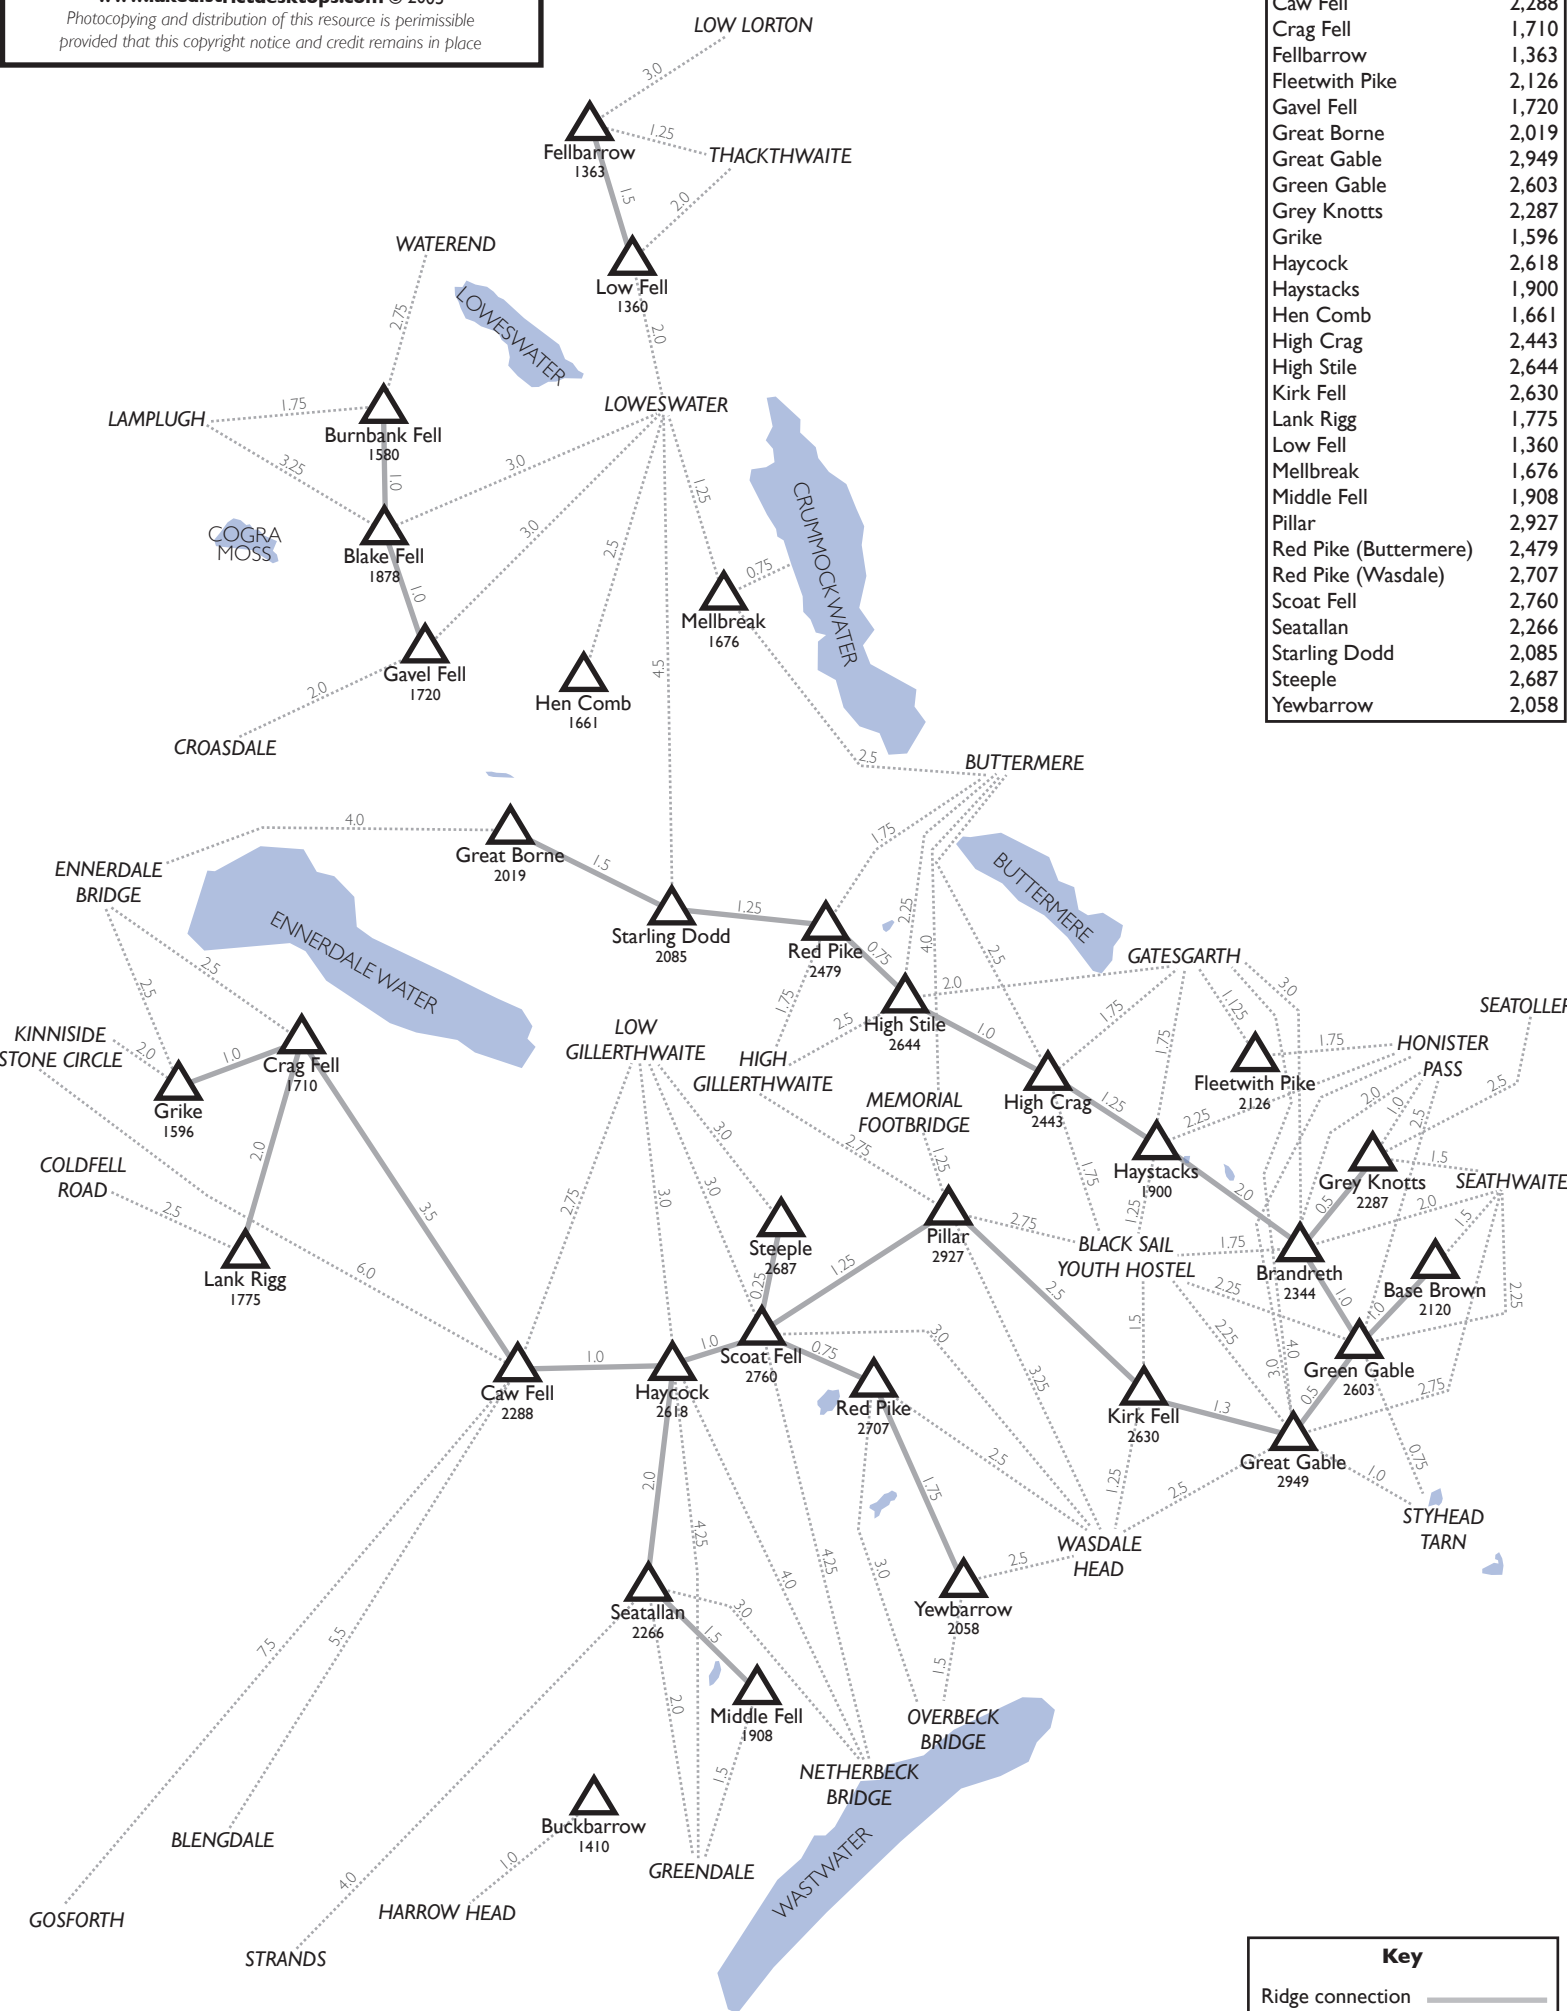 www.lakedistrictdesktops.com © 2005
Photocopying and distribution of this resource is perimissible
provided that this copyright notice and credit remains in place
Caw Fell 2,288
Crag Fell 1,710
Fellbarrow 1,363
Fleetwith Pike 2,126
Gavel Fell 1,720
Great Borne 2,019
Great Gable 2,949
Green Gable 2,603
Grey Knotts 2,287
Grike 1,596
Haycock 2,618
Haystacks 1,900
Hen Comb 1,661
High Crag 2,443
High Stile 2,644
Kirk Fell 2,630
Lank Rigg 1,775
Low Fell 1,360
Mellbreak 1,676
Middle Fell 1,908
Pillar 2,927
Red Pike (Buttermere) 2,479
Red Pike (Wasdale) 2,707
Scoat Fell 2,760
Seatallan 2,266
Starling Dodd 2,085
Steeple 2,687
Yewbarrow 2,058
LOW LORTON
3.0
1.25
Fellbarrow
1363
THACKTHWAITE
1.5
2.0
WATEREND
Low Fell
1360
2.75
LOWESWATER
2.0
LAMPLUGH
1.75
LOWESWATER
Burnbank Fell
1580
3.25
1.0
3.0
1.25
COGRA
MOSS
3.0
2.5
CRUMMOCK WATER
Blake Fell
1878
1.0
0.75
Mellbreak
1676
4.5
Gavel Fell
1720
2.0
Hen Comb
1661
CROASDALE
2.5
BUTTERMERE
4.0
1.75
Great Borne
2019
1.5
ENNERDALE
BRIDGE
BUTTERMERE
ENNERDALE WATER
1.25
2.25
Starling Dodd
2085
Red Pike
2479
0.75
4.0
2.5
GATESGARTH
2.5
2.5
2.0
1.75
1.125
3.0
SEATOLLER
1.75
2.5
High Stile
2644
1.0
1.75
1.75
KINNISIDE
STONE CIRCLE
2.0
1.0
Crag Fell
1710
LOW
GILLERTHWAITE
HIGH
GILLERTHWAITE
HONISTER
PASS
Fleetwith Pike
2126
2.5
Grike
1596
MEMORIAL
FOOTBRIDGE
High Crag
2443
1.25
2.25
2.0
1.0
2.5
2.0
3.0
2.75
1.25
COLDFELL
ROAD
2.5
Haystacks
1900
Grey Knotts
2287
1.5
SEATHWAITE
1.75
1.25
2.0
0.5
2.0
1.5
2.75
3.0
3.0
3.5
Lank Rigg
1775
6.0
Steeple
2687
Pillar
2927
2.75
BLACK SAIL
YOUTH HOSTEL
1.75
Brandreth
2344
Base Brown
2120
0.25
1.25
2.5
2.25
1.0
1.0
2.25
1.5
2.25
4.0
3.0
1.0
1.0
Scoat Fell
2760
0.75
3.0
Green Gable
2603
Caw Fell
2288
Haycock
2618
Red Pike
2707
3.25
Kirk Fell
2630
1.3
0.5
2.75
Great Gable
2949
2.0
1.75
2.5
1.25
2.5
1.0
0.75
STYHEAD
TARN
4.25
4.0
4.25
3.0
WASDALE
HEAD
2.5
Seatallan
2266
3.0
1.5
Yewbarrow
2058
7.5
5.5
1.5
2.0
Middle Fell
1908
OVERBECK
BRIDGE
1.5
NETHERBECK
BRIDGE
Buckbarrow
1410
BLENGDALE
GREENDALE
WASTWATER
1.0
4.0
GOSFORTH
HARROW HEAD
STRANDS
Key
Ridge connection